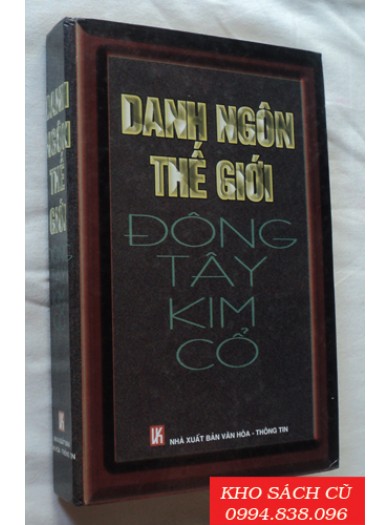 DANH NGÔN
THẾ GIỚI
ĐÔNG
TÂY
KIM
CỔ
NHÀ XUẤT BẢN VĂN HÓA - THÔNG TIN
DANH
NGÔN
THẾ
GIỚI
KHO SÁCH CŨ
0994.838.096